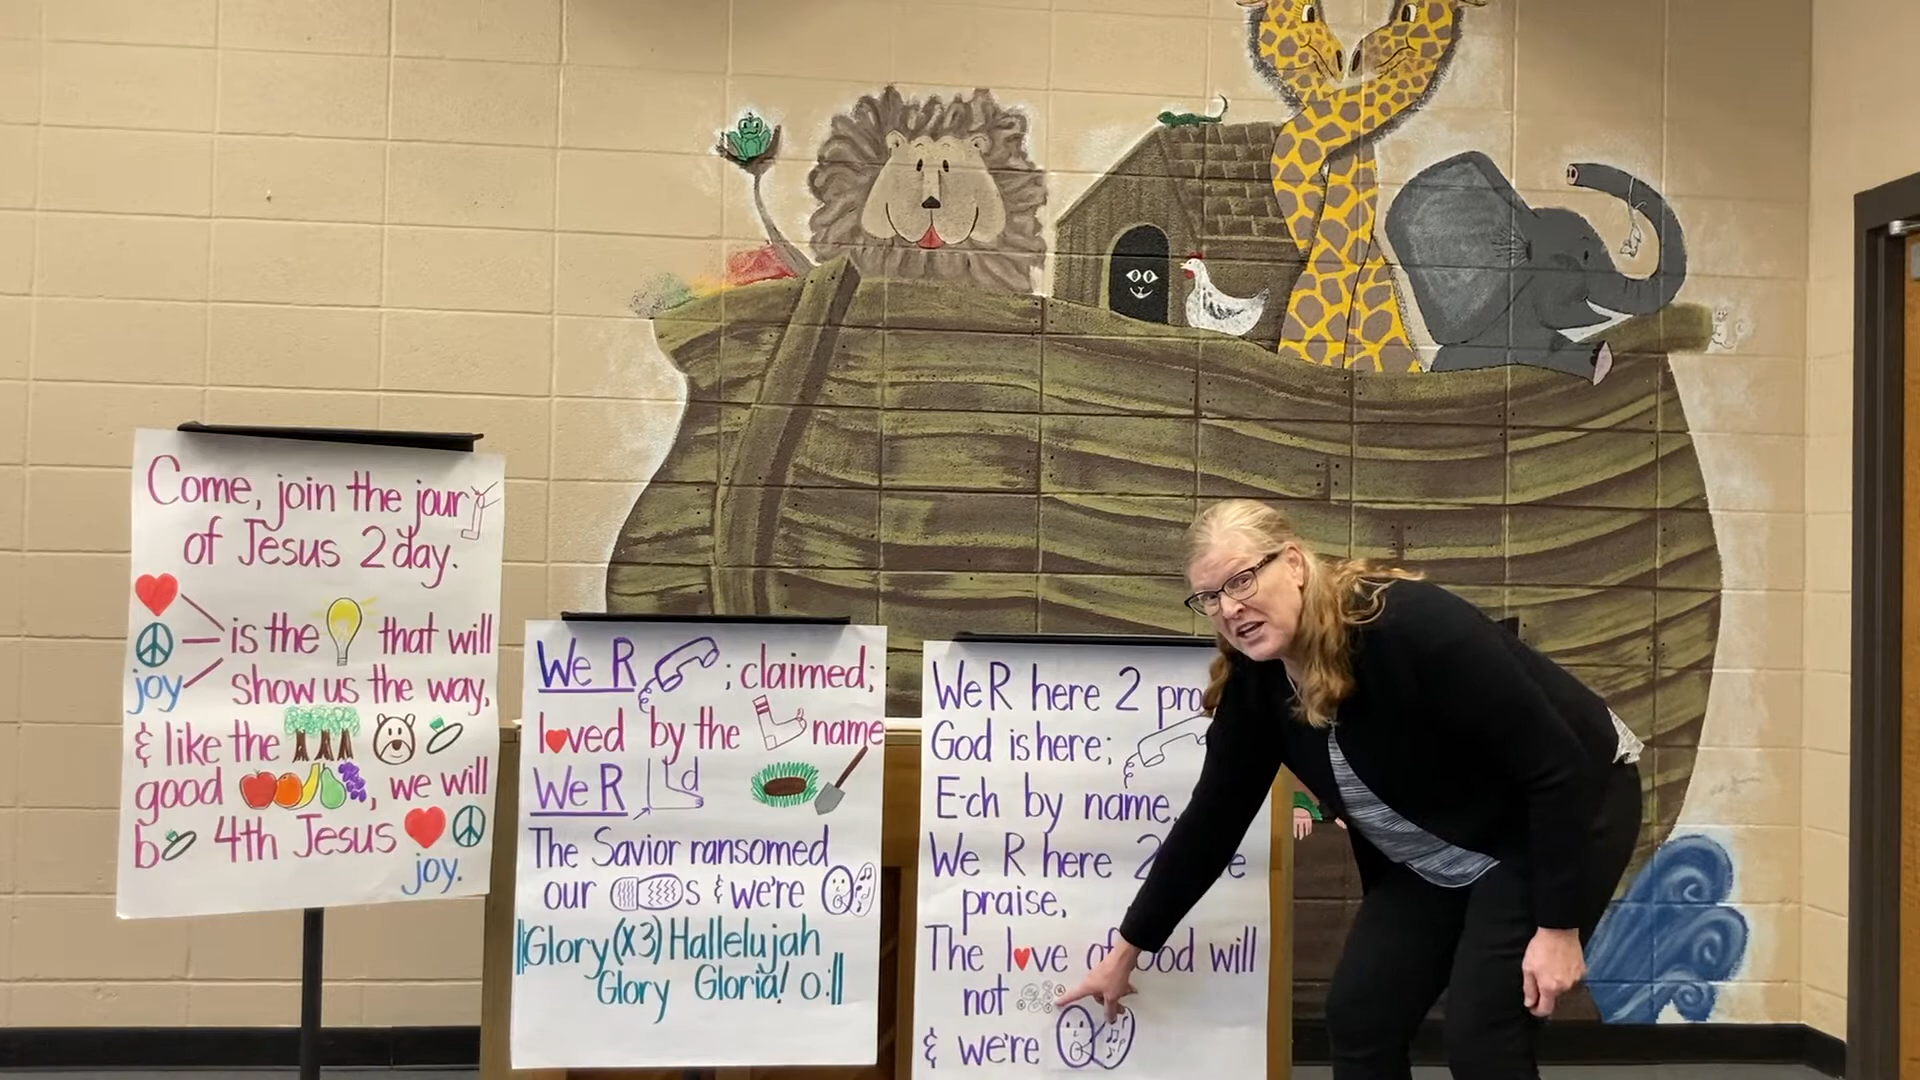 Come, join the jour
of Jesus 2day.
is the that will
joy show us the way,
& like the
good , we will
b 4th Jesus
joy.
We R ; claimed;
loved by the name
We R d
The Savior ransomed
our s & we're
Glory (x3) Hallelujah
Glory Gloria! o:||
We R here 2
God is here;
E-ch by name.
We R here 2
praise,
The love of God will
not
& we're